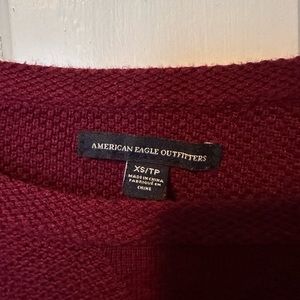 AMERICAN EAGLE OUTFITTERS
XS/TP
MADE IN CHINA
FABRIQUÉ EN
CHINE